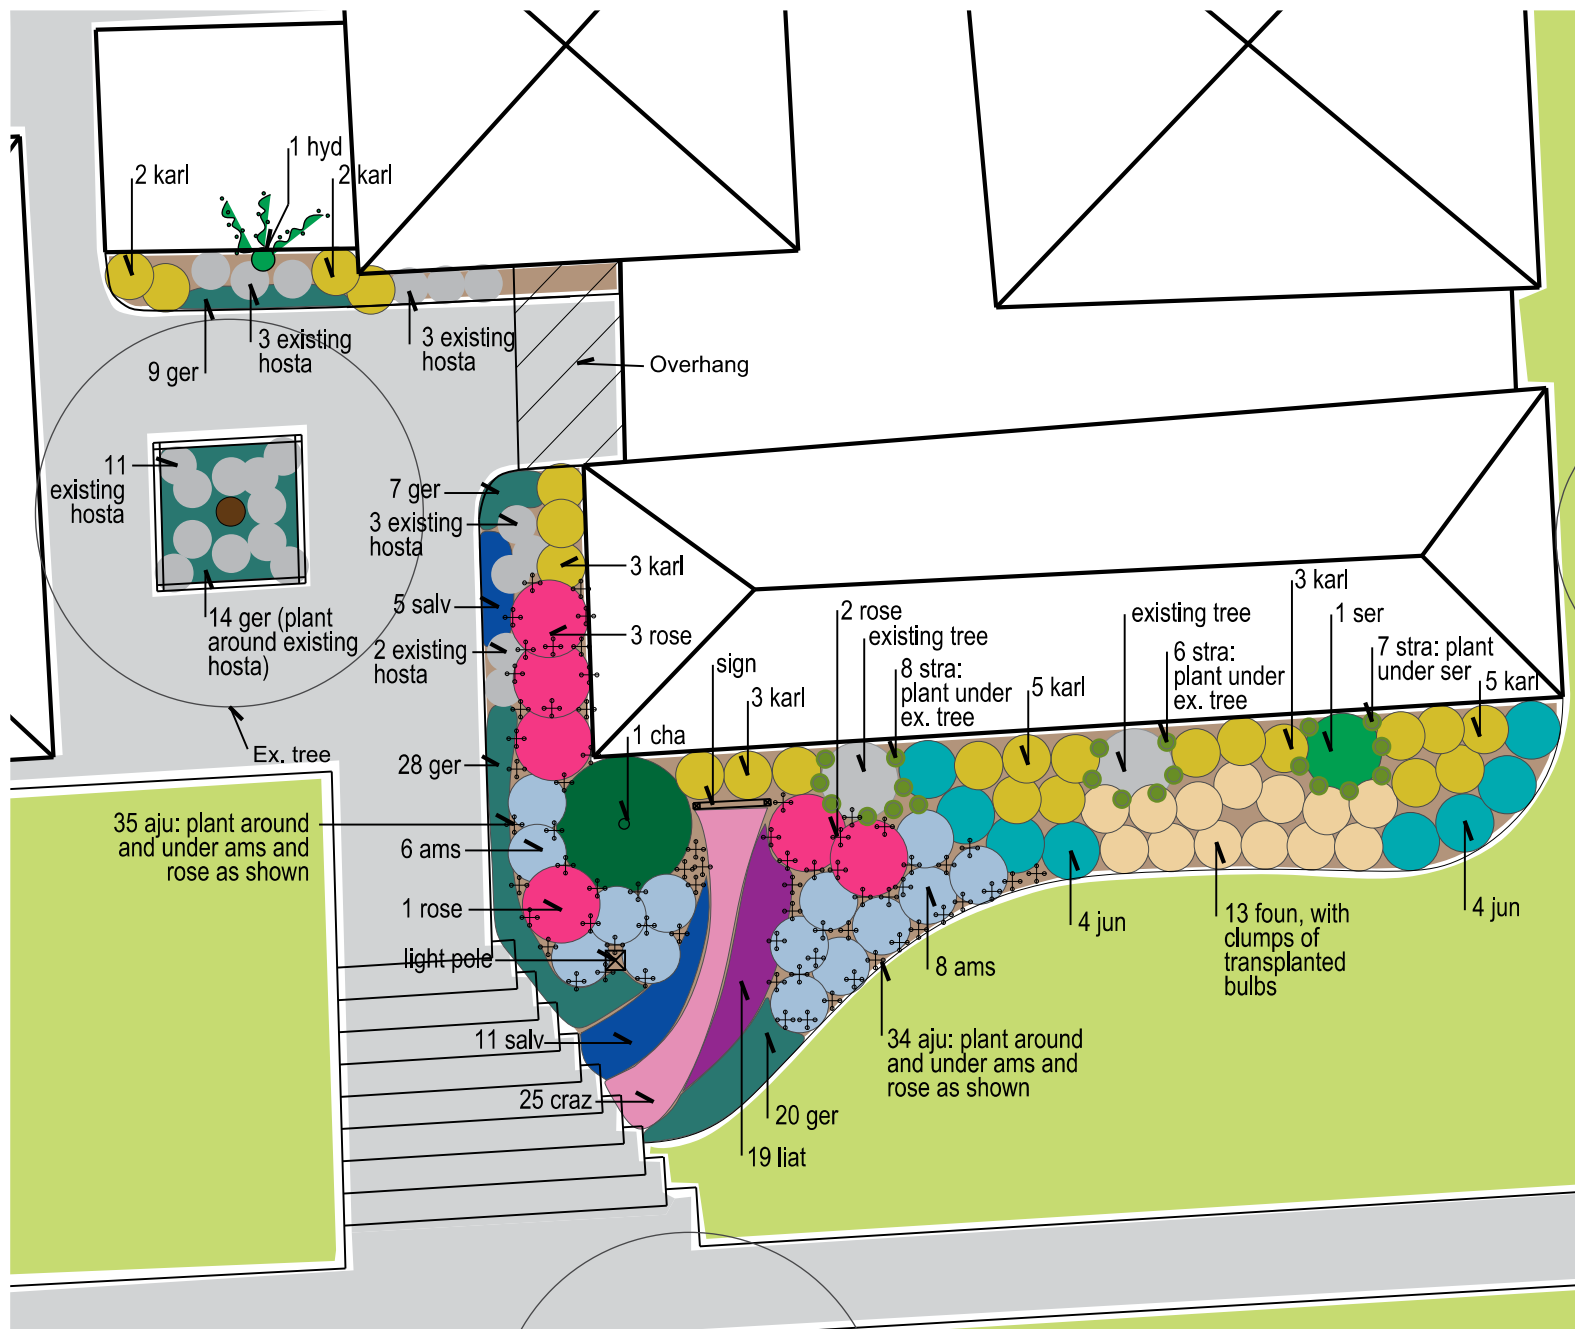 1 hyd
2 karl
2 karl
3 existing
hosta
3 existing
hosta
9 ger
Overhang
11
existing
hosta
7 ger
3 existing
hosta
3 karl
5 salv
14 ger (plant
around existing
hosta)
2 existing
hosta
3 rose
sign
3 karl
2 rose
existing tree
8 stra:
plant under
ex. tree
5 karl
existing tree
6 stra:
plant under
ex. tree
3 karl
1 ser
7 stra: plant
under ser
5 karl
Ex. tree
28 ger
1 cha
35 aju: plant around
and under ams and
rose as shown
6 ams
1 rose
light pole
4 jun
4 jun
13 foun, with
clumps of
transplanted
bulbs
8 ams
11 salv
34 aju: plant around
and under ams and
rose as shown
25 craz
20 ger
19 liat